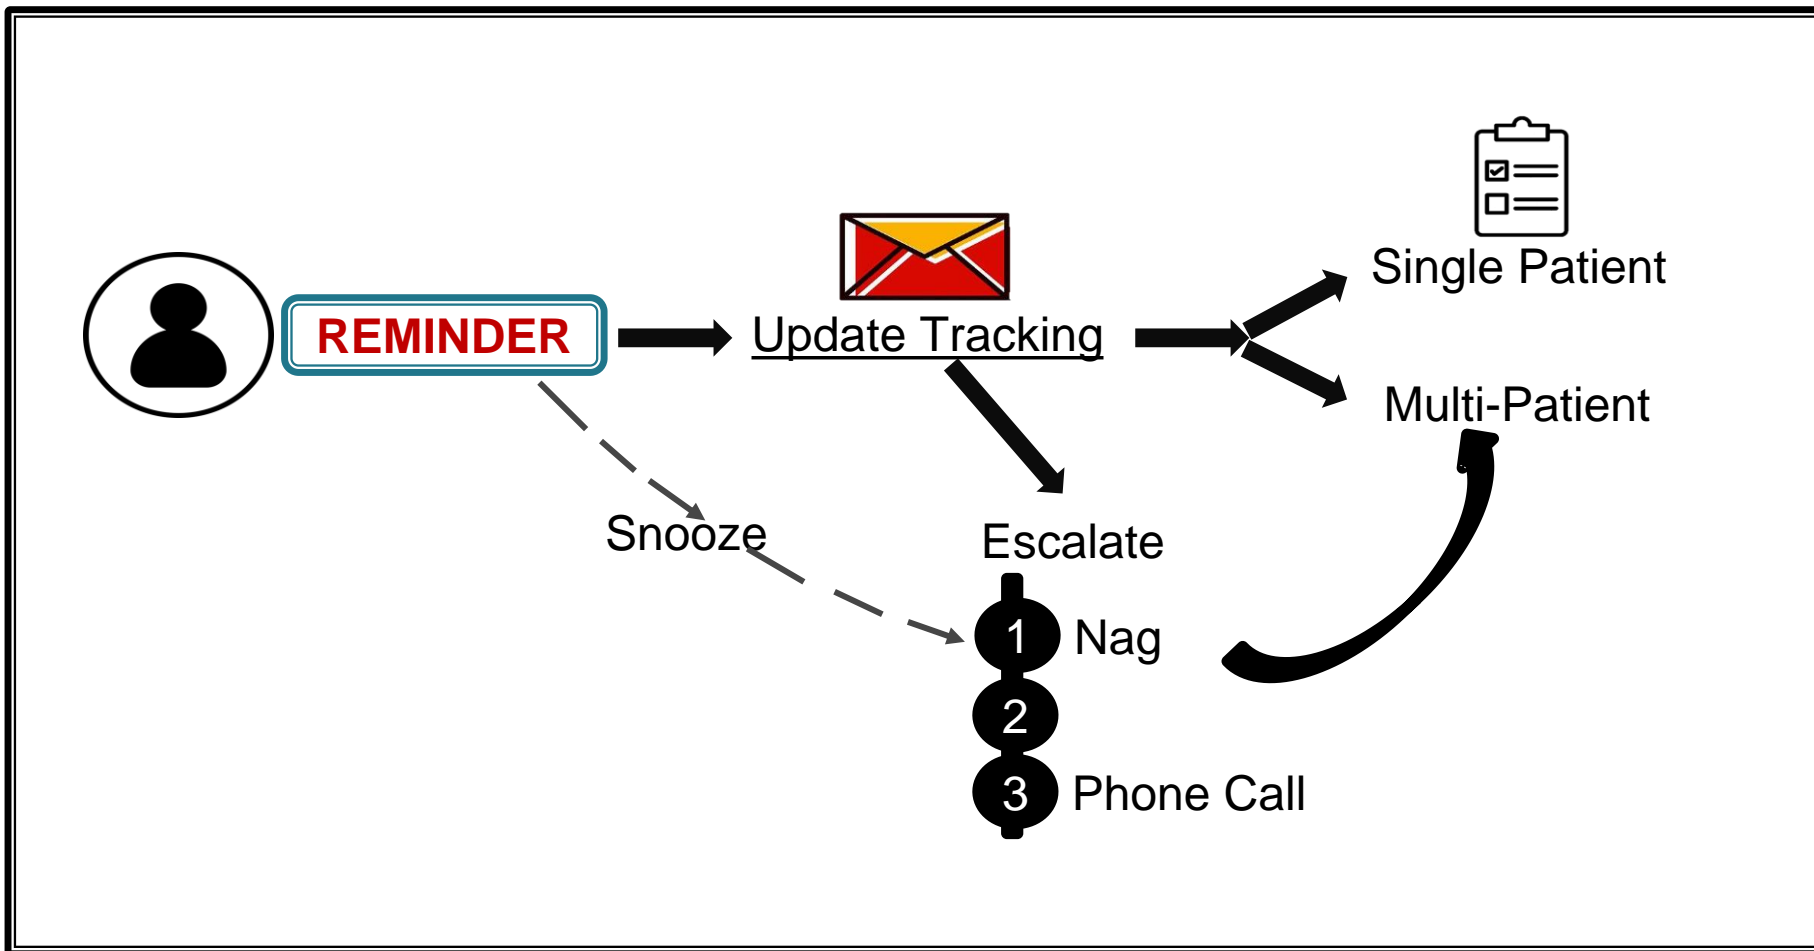 REMINDER
Update Tracking
Single Patient
Multi-Patient
Snooze
Escalate
1 Nag
2
3 Phone Call